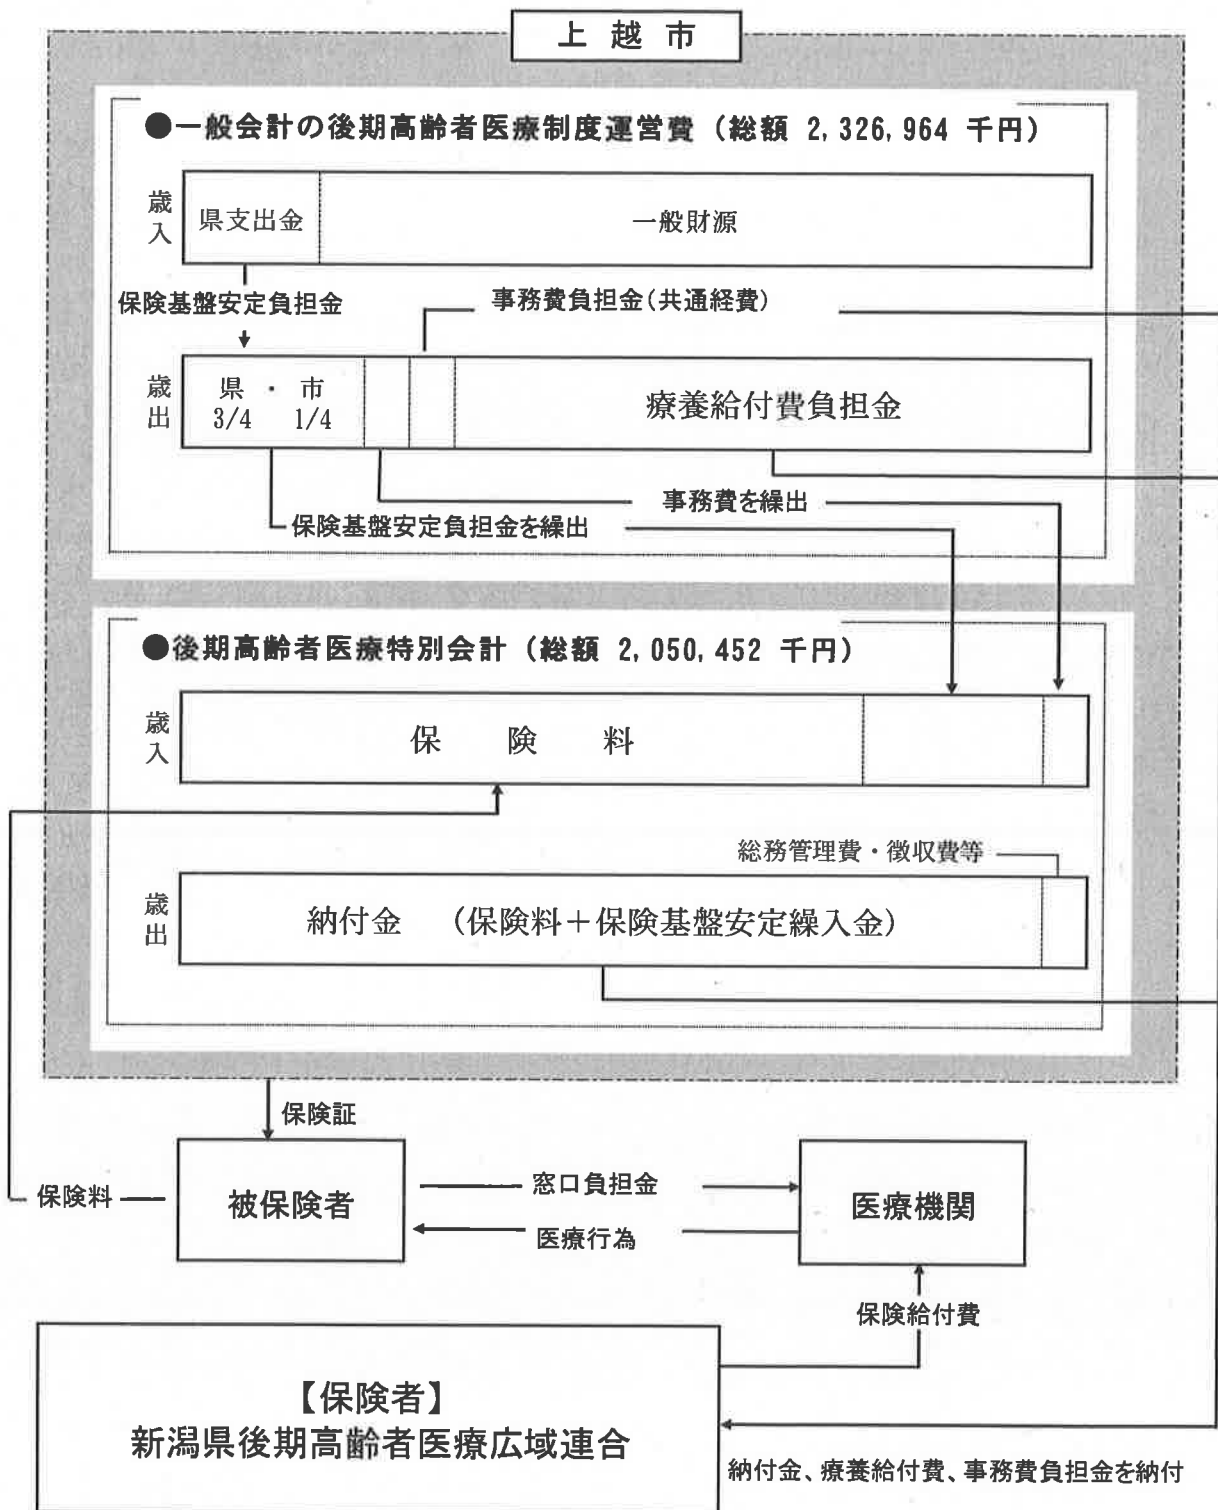 上越市
●一般会計の後期高齢者医療制度運営費（総額 2,326,964 千円）
歳入
県支出金
一般財源
保険基盤安定負担金
事務費負担金(共通経費)
歳出
県 ・ 市
3/4 1/4
療養給付費負担金
事務費を繰出
保険基盤安定負担金を繰出
●後期高齢者医療特別会計（総額 2,050,452 千円）
歳入
保 険 料
総務管理費・徴収費等
歳出
納付金 （保険料＋保険基盤安定繰入金）
保険証
保険料
被保険者
窓口負担金
医療行為
医療機関
保険給付費
【保険者】
新潟県後期高齢者医療広域連合
納付金、療養給付費、事務費負担金を納付